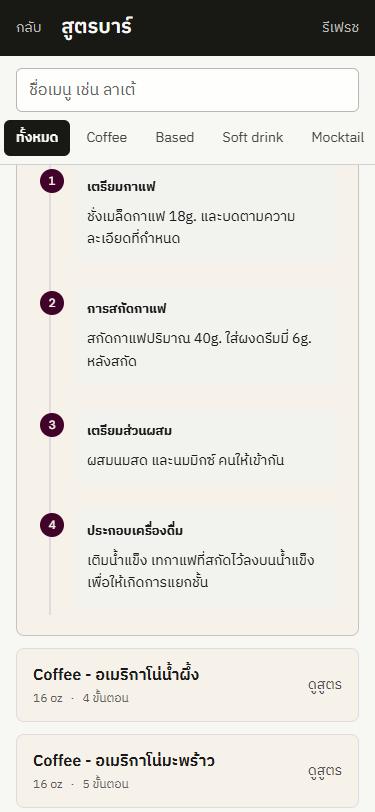 กลับ สูตรบาร์ รีเฟรช
ชื่อเมนู เช่น ลาเต้
ทั้งหมด Coffee Based Soft drink Mocktail
1 เตรียมกาแฟ
ชั่งเมล็ดกาแฟ 18g. และบดตามความ
ละเอียดที่กำหนด
2 การสกัดกาแฟ
สกัดกาแฟปริมาณ 40g. ใส่ผงดรีมมี่ 6g.
หลังสกัด
3 เตรียมส่วนผสม
ผสมนมสด และนมมิกซ์ คนให้เข้ากัน
4 ประกอบเครื่องดื่ม
เติมน้ำแข็ง เทกาแฟที่สกัดไว้ลงบนน้ำแข็ง
เพื่อให้เกิดการแยกชั้น
Coffee - อเมริกาโน่น้ำผึ้ง
16 oz · 4 ขั้นตอน
ดูสูตร
Coffee - อเมริกาโน่มะพร้าว
16 oz · 5 ขั้นตอน
ดูสูตร